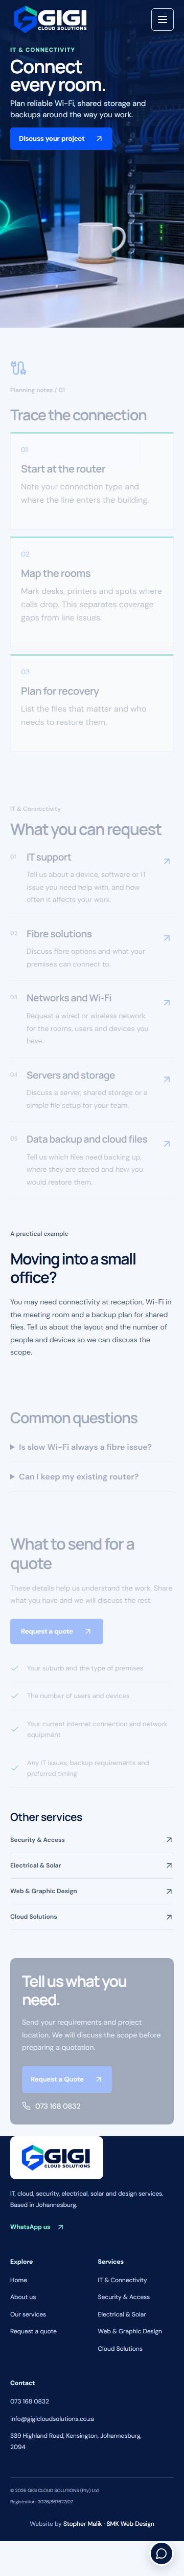 GIGI
CLOUD SOLUTIONS
IT & CONNECTIVITY
Connect
every room.
Plan reliable Wi-Fi, shared storage and
backups around the way you work.
Discuss your project
Planning notes / 01
Trace the connection
01
Start at the router
Note your connection type and
where the line enters the building.
02
Map the rooms
Mark desks, printers and spots where
calls drop. This separates coverage
gaps from line issues.
03
Plan for recovery
List the files that matter and who
needs to restore them.
IT & Connectivity
What you can request
01
IT support
Tell us about a device, software or IT
issue you need help with, and how
often it affects your work.
02
Fibre solutions
Discuss fibre options and what your
premises can connect to.
03
Networks and Wi-Fi
Request a wired or wireless network
for the rooms, users and devices you
have.
04
Servers and storage
Discuss a server, shared storage or a
simple file setup for your team.
05
Data backup and cloud files
Tell us which files need backing up,
where they are stored and how you
would restore them.
A practical example
Moving into a small
office?
You may need connectivity at reception, Wi-Fi in
the meeting room and a backup plan for shared
files. Tell us about the layout and the number of
people and devices so we can discuss the
scope.
Common questions
Is slow Wi-Fi always a fibre issue?
Can I keep my existing router?
What to send for a
quote
These details help us understand the work. Share
what you have and we will discuss the rest.
Request a quote
Your suburb and the type of premises
The number of users and devices
Your current internet connection and network
equipment
Any IT issues, backup requirements and
preferred timing
Other services
Security & Access
Electrical & Solar
Web & Graphic Design
Cloud Solutions
Tell us what you
need.
Send your requirements and project
location. We will discuss the scope before
preparing a quotation.
Request a Quote
073 168 0832
GIGI
CLOUD SOLUTIONS
IT, cloud, security, electrical, solar and design services.
Based in Johannesburg.
WhatsApp us
Explore
Home
About us
Our services
Request a quote
Services
IT & Connectivity
Security & Access
Electrical & Solar
Web & Graphic Design
Cloud Solutions
Contact
073 168 0832
info@gigicloudsolutions.co.za
339 Highland Road, Kensington, Johannesburg,
2094
© 2026 GIGI CLOUD SOLUTIONS (Pty) Ltd
Registration: 2026/867627/07
Website by Stopher Malik · SMK Web Design